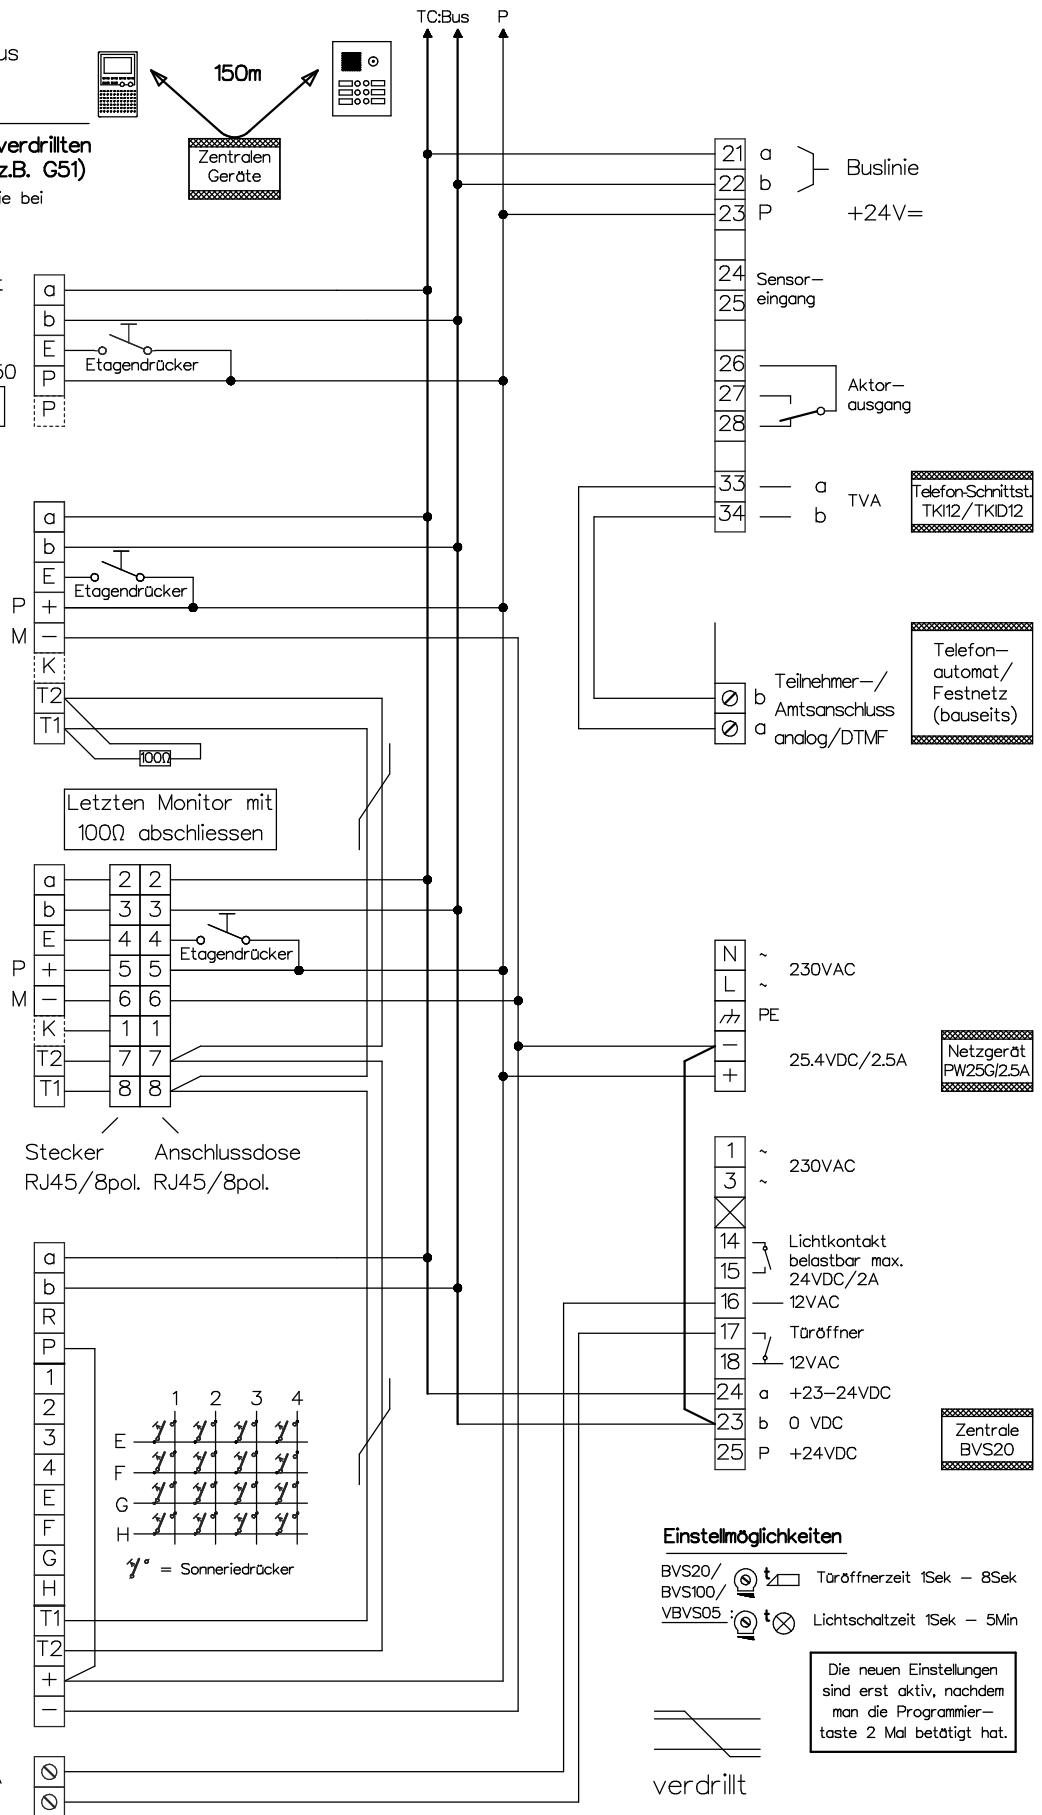 TC:Bus P
us
150m
verdrillten
z.B. G51)
ie bei
Zentralen
Geräte
21 a
22 b
Buslinie
23 P +24V=
24
25
Sensor–
eingang
26
27
28
Aktor–
ausgang
33 a
34 b
TVA
Telefon-Schnittst.
TKI12/TKID12
a
b
E
P
P
Etagendrücker
50
a
b
E
P +
M –
K
T2
T1
Etagendrücker
100Ω
Letzten Monitor mit
100Ω abschliessen
b
a
Teilnehmer–/
Amtsanschluss
analog/DTMF
Telefon–
automat/
Festnetz
(bauseits)
a 2 2
b 3 3
E 4 4
P + 5 5
M – 6 6
K 1 1
T2 7 7
T1 8 8
Etagendrücker
Stecker
RJ45/8pol.
Anschlussdose
RJ45/8pol.
N ~
L ~
230VAC
PE
–
+
25.4VDC/2.5A
Netzgerät
PW25G/2.5A
1 ~
3 ~
230VAC
14
15
Lichtkontakt
belastbar max.
24VDC/2A
16 12VAC
17 Türöffner
18 12VAC
24 a +23–24VDC
23 b 0 VDC
25 P +24VDC
Zentrale
BVS20
a
b
R
P
1
2
3
4
E
F
G
H
T1
T2
+
–
1 2 3 4
E
F
G
H
= Sonneriedrücker
Einstellmöglichkeiten
BVS20/
BVS100/
VBVS05 :
t Türöffnerzeit 1Sek – 8Sek
t Lichtschaltzeit 1Sek – 5Min
Die neuen Einstellungen
sind erst aktiv, nachdem
man die Programmier–
taste 2 Mal betätigt hat.
verdrillt